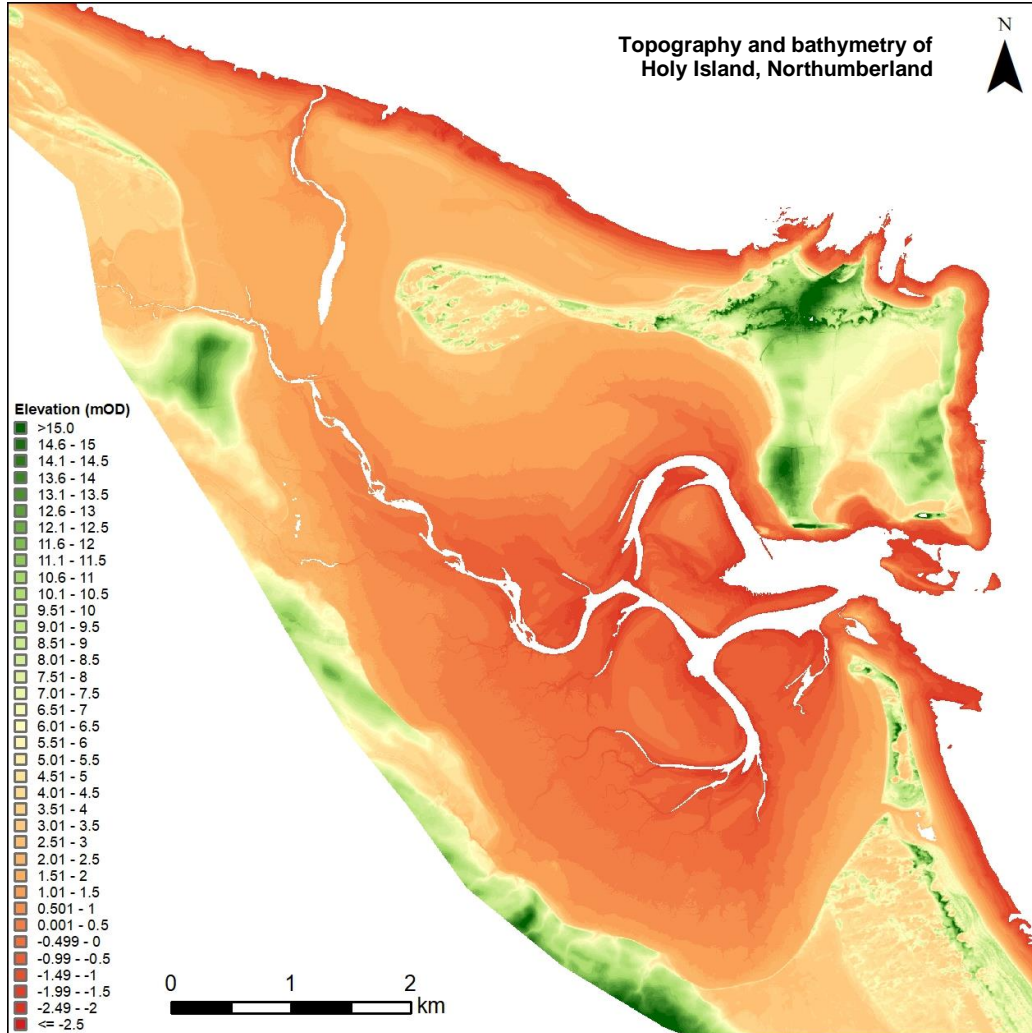 Topography and bathymetry of
Holy Island, Northumberland
N
Elevation (mOD)
>15.0
14.6 - 15
14.1 - 14.5
13.6 - 14
13.1 - 13.5
12.6 - 13
12.1 - 12.5
11.6 - 12
11.1 - 11.5
10.6 - 11
10.1 - 10.5
9.51 - 10
9.01 - 9.5
8.51 - 9
8.01 - 8.5
7.51 - 8
7.01 - 7.5
6.51 - 7
6.01 - 6.5
5.51 - 6
5.01 - 5.5
4.51 - 5
4.01 - 4.5
3.51 - 4
3.01 - 3.5
2.51 - 3
2.01 - 2.5
1.51 - 2
1.01 - 1.5
0.501 - 1
0.001 - 0.5
-0.499 - 0
-0.99 - -0.5
-1.49 - -1
-1.99 - -1.5
-2.49 - -2
<= -2.5
0 1 2
km